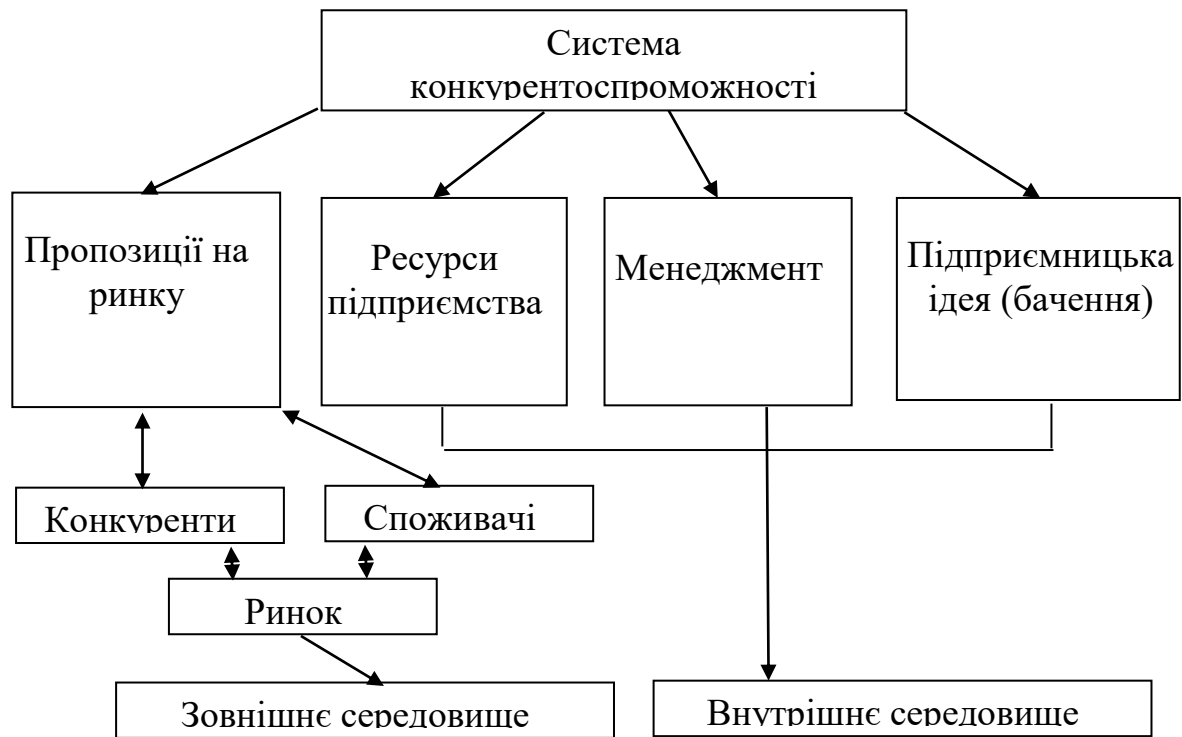 Система
конкурентоспроможності
Пропозиції на
ринку
Ресурси
підприємства
Менеджмент
Підприємницька
ідея (бачення)
Конкуренти
Споживачі
Ринок
Зовнішнє середовище
Внутрішнє середовище